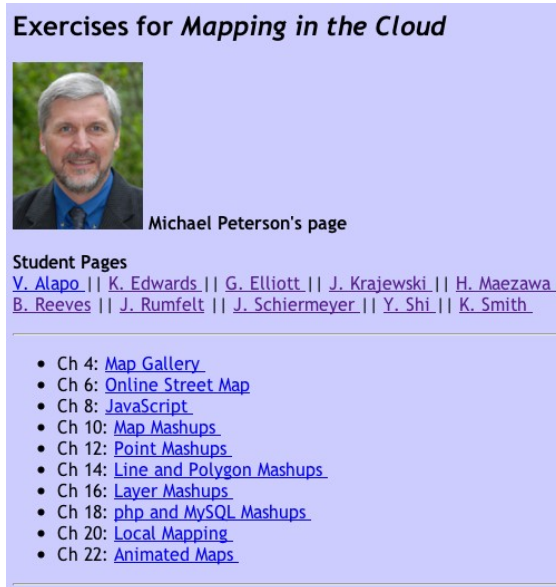 Exercises for Mapping in the Cloud
Michael Peterson's page
Student Pages
V. Alapo || K. Edwards || G. Elliott || J. Krajewski || H. Maezawa
B. Reeves || J. Rumfelt || J. Schiermeyer || Y. Shi || K. Smith
• Ch 4: Map Gallery
• Ch 6: Online Street Map
• Ch 8: JavaScript
• Ch 10: Map Mashups
• Ch 12: Point Mashups
• Ch 14: Line and Polygon Mashups
• Ch 16: Layer Mashups
• Ch 18: php and MySQL Mashups
• Ch 20: Local Mapping
• Ch 22: Animated Maps